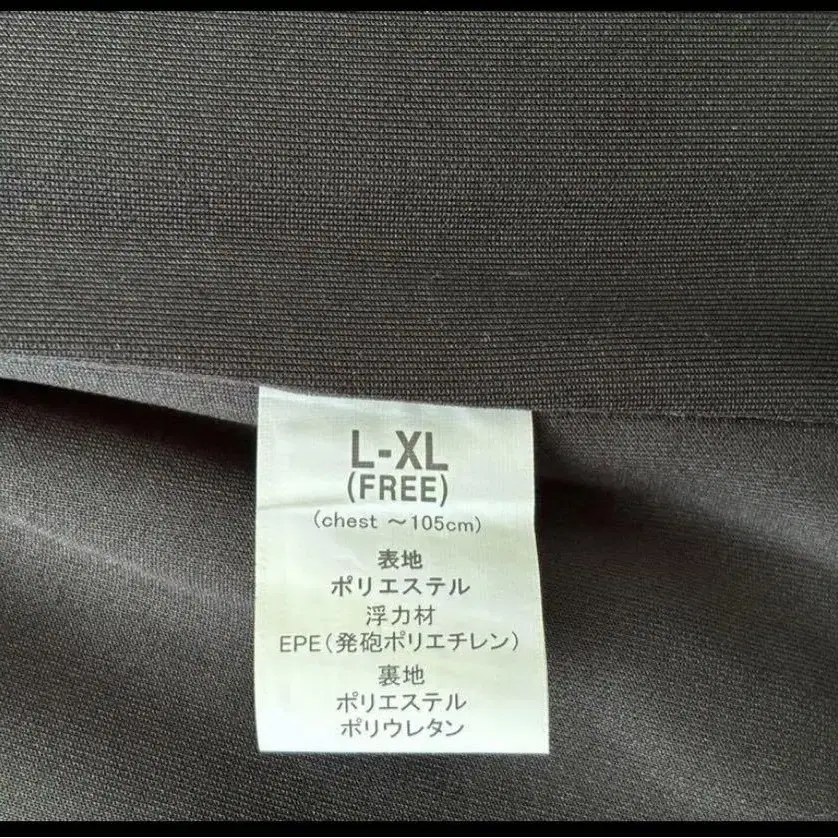 L-XL
(FREE)
(chest ～105cm)
表地
ポリエステル
浮力材
EPE(発砲ポリエチレン)
裏地
ポリエステル
ポリウレタン